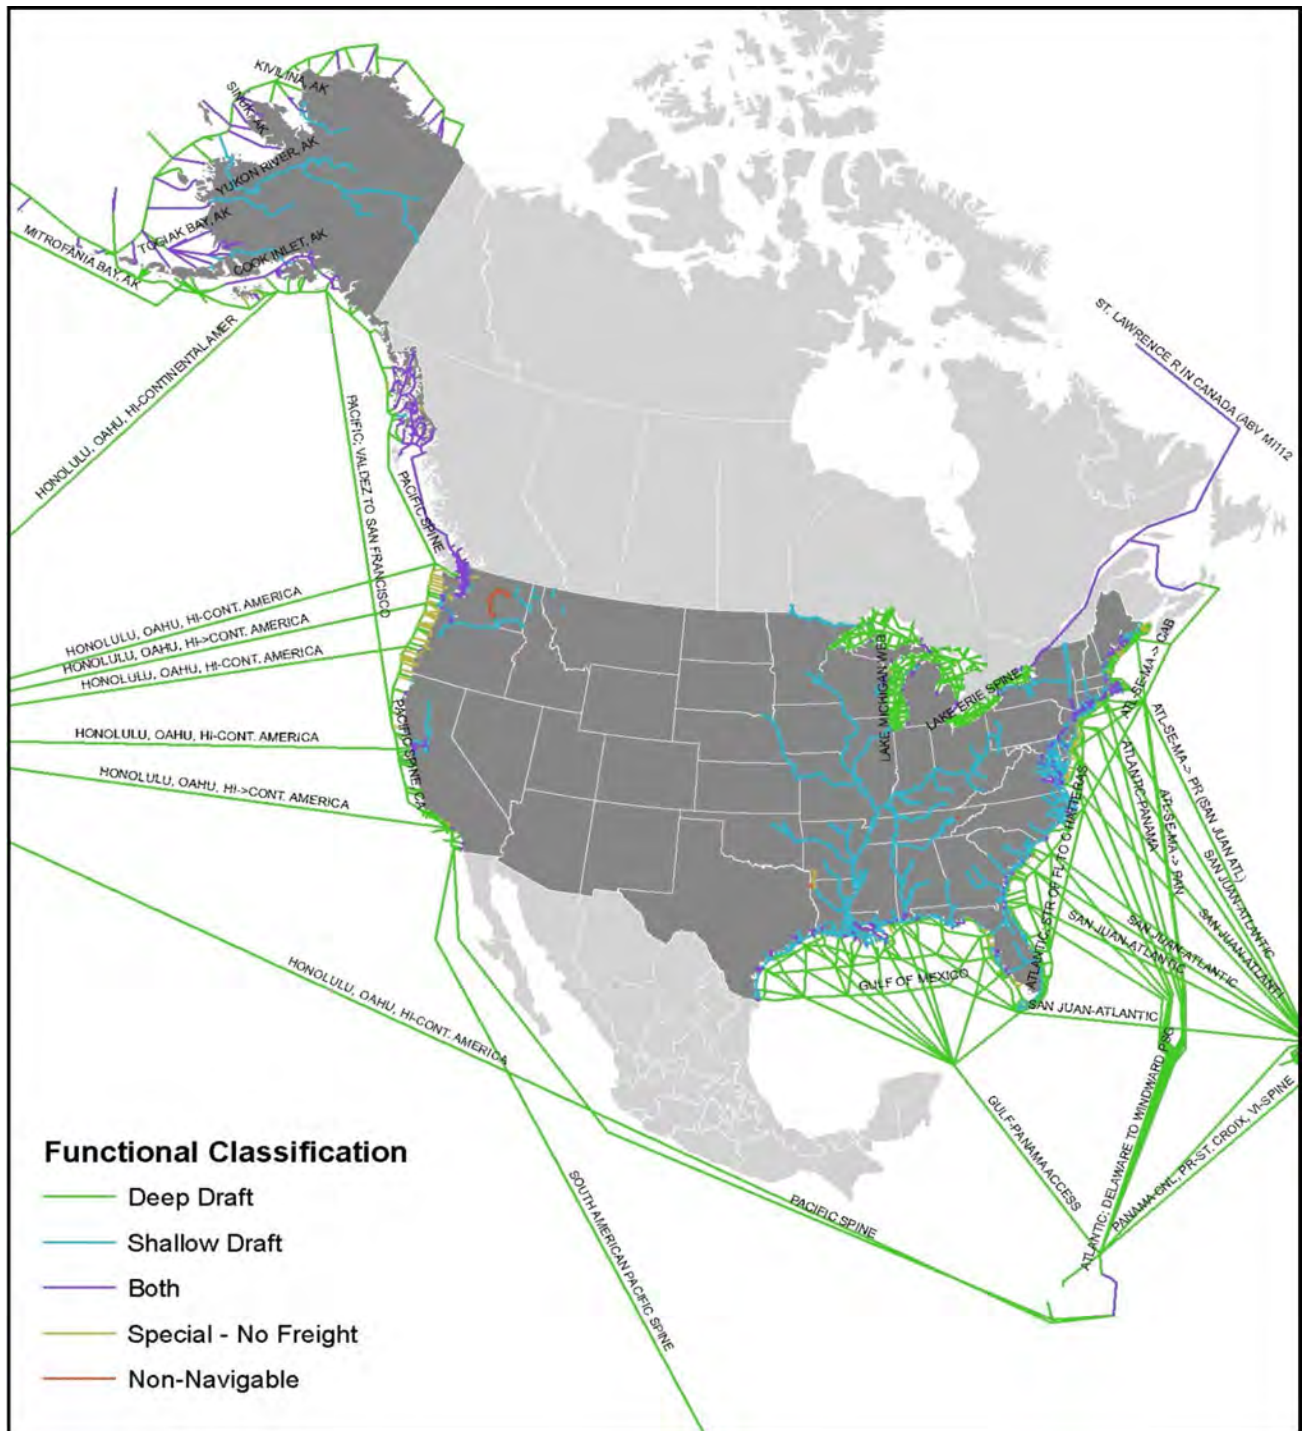 KIVILINA, AK
SINUK, AK
YUKON RIVER, AK
TOGIAK BAY, AK
COOK INLET, AK
MITROFANIA BAY, AK
HONOLULU, OAHU, HI-CONTINENTAL AMER
PACIFIC; VALDEZ TO SAN FRANCISCO
PACIFIC SPINE
ST. LAWRENCE R IN CANADA (ABV MI112
HONOLULU, OAHU, HI-CONT. AMERICA
HONOLULU, OAHU, HI->CONT. AMERICA
HONOLULU, OAHU, HI-CONT. AMERICA
HONOLULU, OAHU, HI-CONT. AMERICA
HONOLULU, OAHU, HI->CONT. AMERICA
PACIFIC SPINE, CA
LAKE MICHIGAN WEB
LAKE ERIE SPINE
ATL-SE-MA -> CAB
ATL-SE-MA -> PR (SAN JUAN ATL)
ATLANTIC-PANAMA
ATL-SE-MA -> PAN
ATLANTIC; STR OF FL TO C HATTERAS
SAN JUAN-ATLANTIC
SAN JUAN-ATLANTI
SAN JUAN-ATLANTIC
SAN JUAN-ATLANTIC
SAN JUAN-ATLANTIC
GULF OF MEXICO
HONOLULU, OAHU, HI-CONT. AMERICA
GULF-PANAMA ACCESS
ATLANTIC; DELAWARE TO WINDWARD PSG
PANAMA CNL, PR-ST. CROIX, VI-SPINE
PACIFIC SPINE
SOUTH AMERICAN PACIFIC SPINE
Functional Classification
Deep Draft
Shallow Draft
Both
Special - No Freight
Non-Navigable